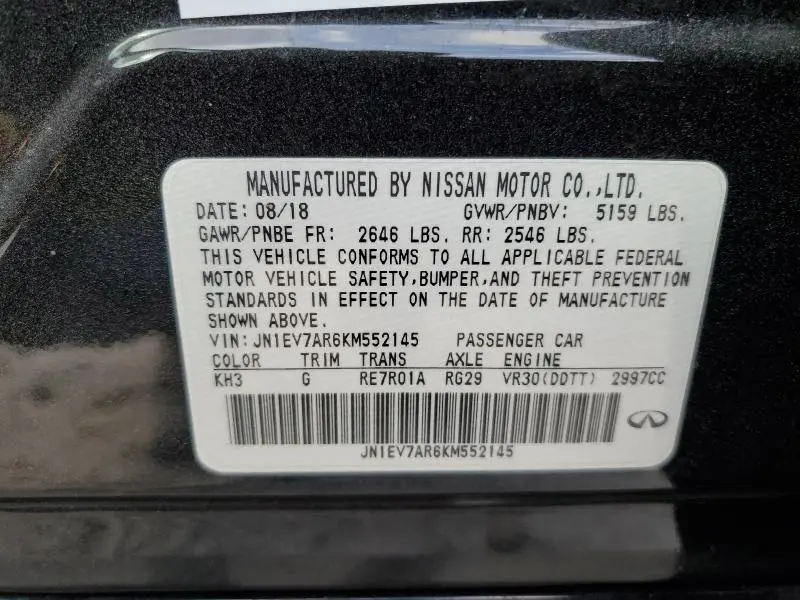 MANUFACTURED BY NISSAN MOTOR CO.,LTD.
DATE: 08/18 GVWR/PNBV: 5159 LBS.
GAWR/PNBE FR: 2646 LBS. RR: 2546 LBS.
THIS VEHICLE CONFORMS TO ALL APPLICABLE FEDERAL
MOTOR VEHICLE SAFETY,BUMPER,AND THEFT PREVENTION
STANDARDS IN EFFECT ON THE DATE OF MANUFACTURE
SHOWN ABOVE.
VIN:JN1EV7AR6KM552145 PASSENGER CAR
COLOR TRIM TRANS AXLE ENGINE
KH3 G RE7R01A RG29 VR30(DDTT) 2997CC
JN1EV7AR6KM552145